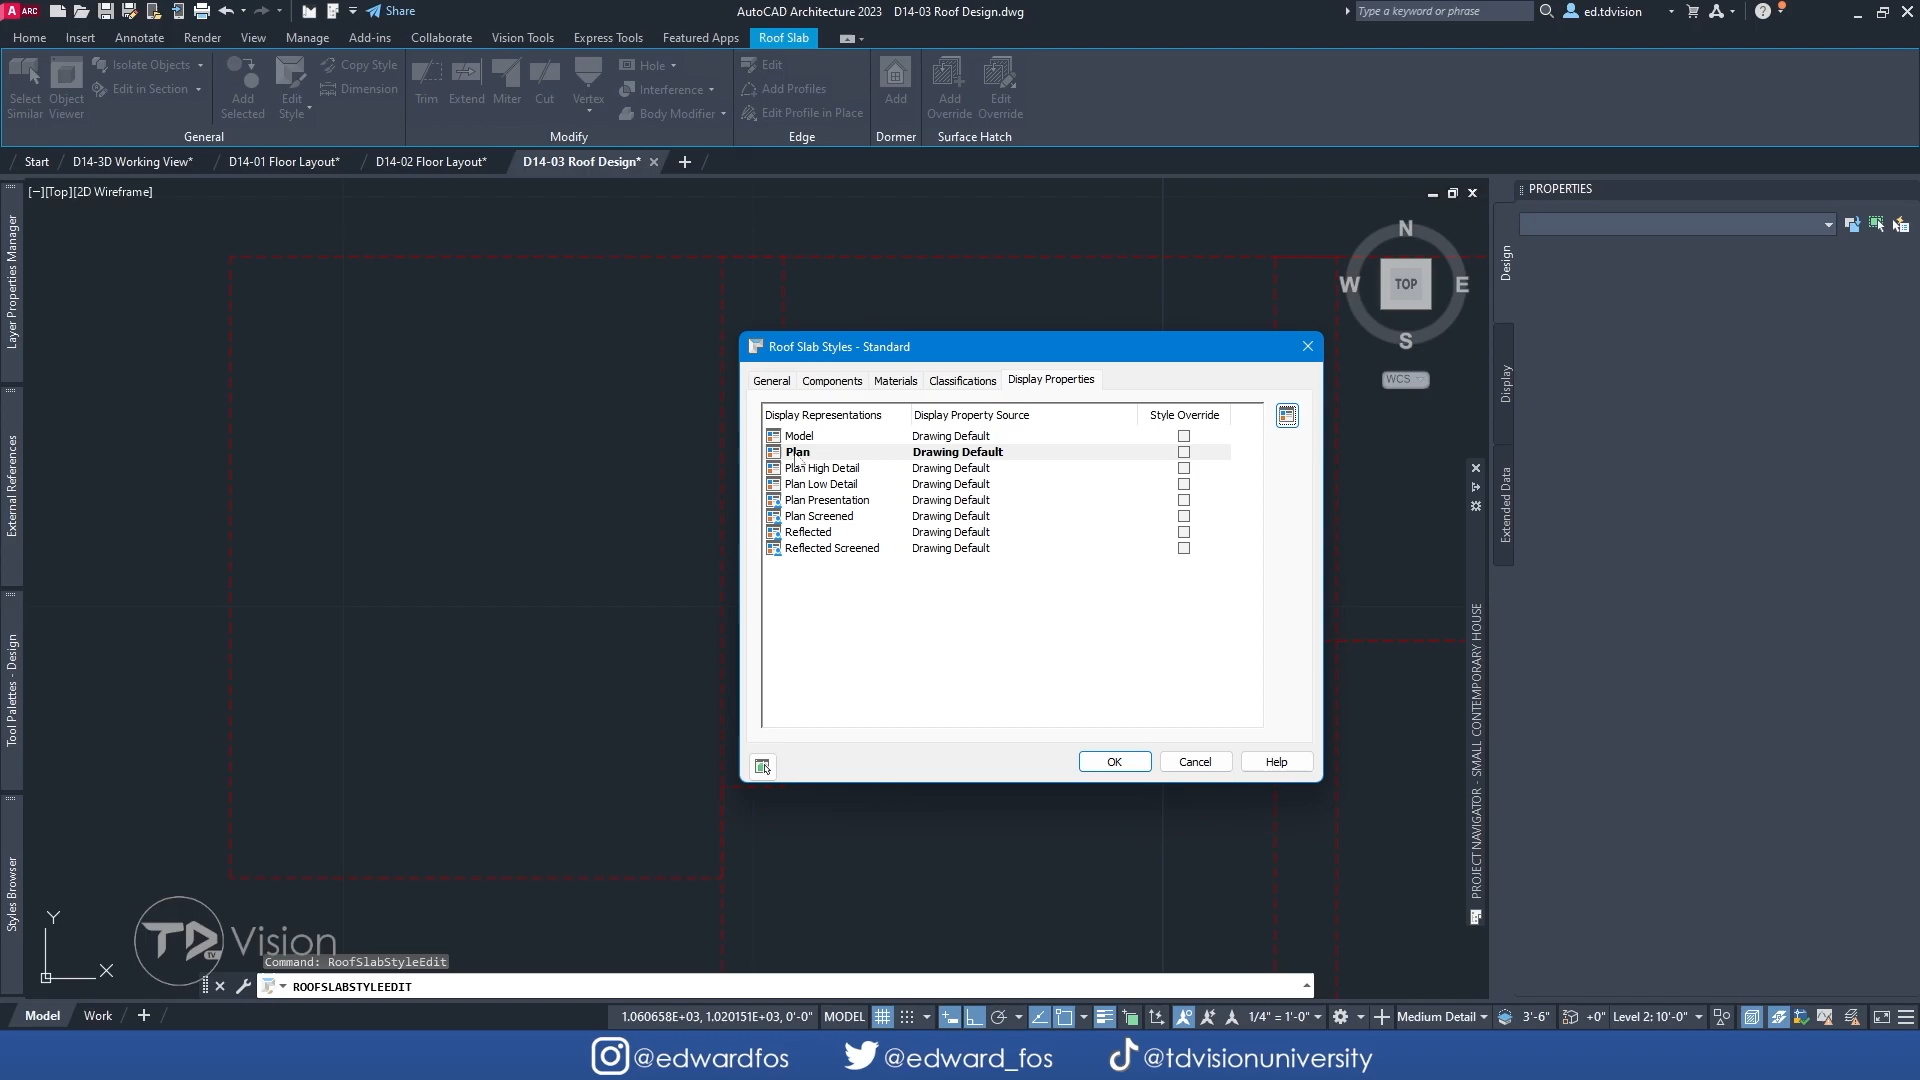 ARC
Share
AutoCAD Architecture 2023 D14-03 Roof Design.dwg
Type a keyword or phrase
ed.tdvision
Home Insert Annotate Render View Manage Add-ins Collaborate Vision Tools Express Tools Featured Apps Roof Slab
Select Similar
Object Viewer
Isolate Objects
Edit in Section
Add Selected
Edit Style
Copy Style
Dimension
Trim
Extend
Miter
Cut
Vertex
Hole
Interference
Body Modifier
Edit
Add Profiles
Edit Profile in Place
Add
Add Override
Edit Override
General Modify Edge Dormer Surface Hatch
Start D14-3D Working View* D14-01 Floor Layout* D14-02 Floor Layout* D14-03 Roof Design*
[−][Top][2D Wireframe]
Layer Properties Manager
External References
Tool Palettes - Design
Styles Browser
N
W TOP E
S
WCS
PROPERTIES
Design
Display
Extended Data
PROJECT NAVIGATOR - SMALL CONTEMPORARY HOUSE
Roof Slab Styles - Standard
General Components Materials Classifications Display Properties
Display Representations Display Property Source Style Override
Model Drawing Default
Plan Drawing Default
Plan High Detail Drawing Default
Plan Low Detail Drawing Default
Plan Presentation Drawing Default
Plan Screened Drawing Default
Reflected Drawing Default
Reflected Screened Drawing Default
OK Cancel Help
Y
X
TD TV Vision
Command: RoofSlabStyleEdit
ROOFSLABSTYLEEDIT
Model Work
1.060658E+03, 1.020151E+03, 0'-0" MODEL 1/4" = 1'-0" Medium Detail 3'-6" +0" Level 2: 10'-0"
@edwardfos @edward_fos @tdvisionuniversity